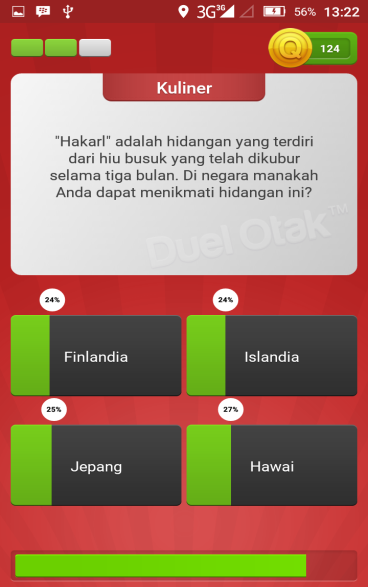 3G 3G 56% 13:22
Q 124
Kuliner
"Hakarl" adalah hidangan yang terdiri
dari hiu busuk yang telah dikubur
selama tiga bulan. Di negara manakah
Anda dapat menikmati hidangan ini?
Duel Otak™
24% 24%
Finlandia Islandia
25% 27%
Jepang Hawai